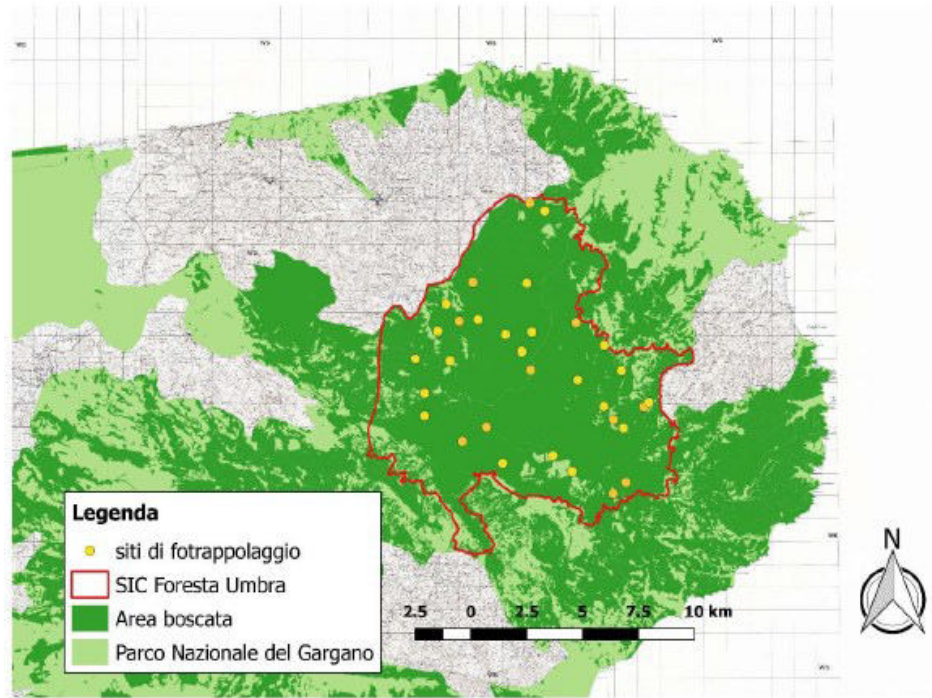 Legenda
siti di fotrappolaggio
SIC Foresta Umbra
Area boscata
Parco Nazionale del Gargano
2.5 0 2.5 5 7.5 10 km
N